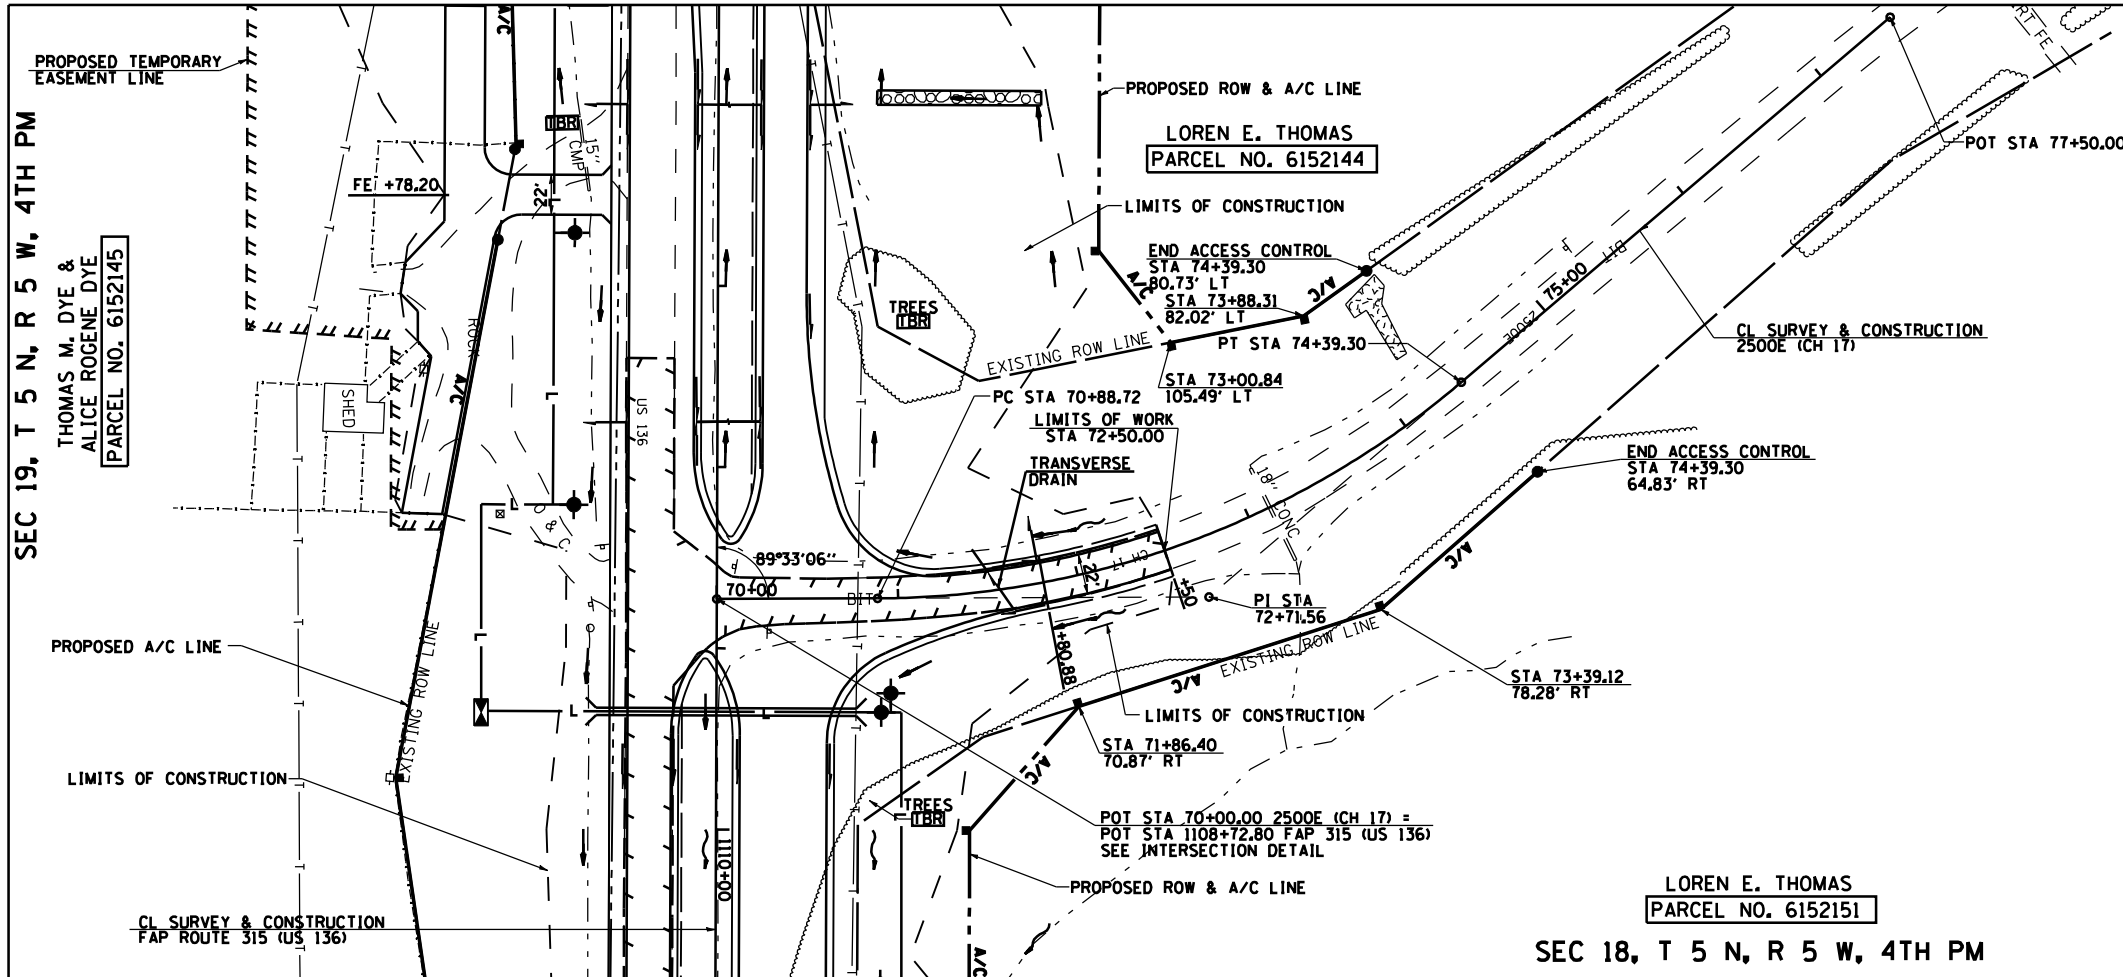 PROPOSED TEMPORARY
EASEMENT LINE
SEC 19, T 5 N, R 5 W, 4TH PM
THOMAS M. DYE &
ALICE ROGENE DYE
PARCEL NO. 6152145
FE +78.20
A/C
TBR
15"
CMP
22'
PROPOSED ROW & A/C LINE
LOREN E. THOMAS
PARCEL NO. 6152144
LIMITS OF CONSTRUCTION
POT STA 77+50.00
END ACCESS CONTROL
STA 74+39.30
80.73' LT
STA 73+88.31
82.02' LT
A/C
A/C
PT STA 74+39.30
75+00
2500E
BIT
CL SURVEY & CONSTRUCTION
2500E (CH 17)
TREES
TBR
EXISTING ROW LINE
STA 73+00.84
105.49' LT
PC STA 70+88.72
LIMITS OF WORK
STA 72+50.00
TRANSVERSE
DRAIN
END ACCESS CONTROL
STA 74+39.30
64.83' RT
ROCK
A/C
SHED
US 136
L
L
18" CONC
A/C
89°33'06"
70+00
BIT
CH 17
22'
+50
PI STA
72+71.56
+80.88
EXISTING ROW LINE
A/C
STA 73+39.12
78.28' RT
PROPOSED A/C LINE
EXISTING ROW LINE
L
L
L
LIMITS OF CONSTRUCTION
STA 71+86.40
70.87' RT
A/C
LIMITS OF CONSTRUCTION
TREES
TBR
1110+00
POT STA 70+00.00 2500E (CH 17) =
POT STA 1108+72.80 FAP 315 (US 136)
SEE INTERSECTION DETAIL
PROPOSED ROW & A/C LINE
A/C
CL SURVEY & CONSTRUCTION
FAP ROUTE 315 (US 136)
LOREN E. THOMAS
PARCEL NO. 6152151
SEC 18, T 5 N, R 5 W, 4TH PM